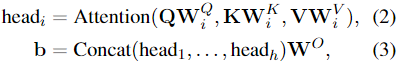 headᵢ = Attention(QWᵢ^Q, KWᵢ^K, VWᵢ^V), (2)
b = Concat(head₁, . . . , headₕ)W^O, (3)